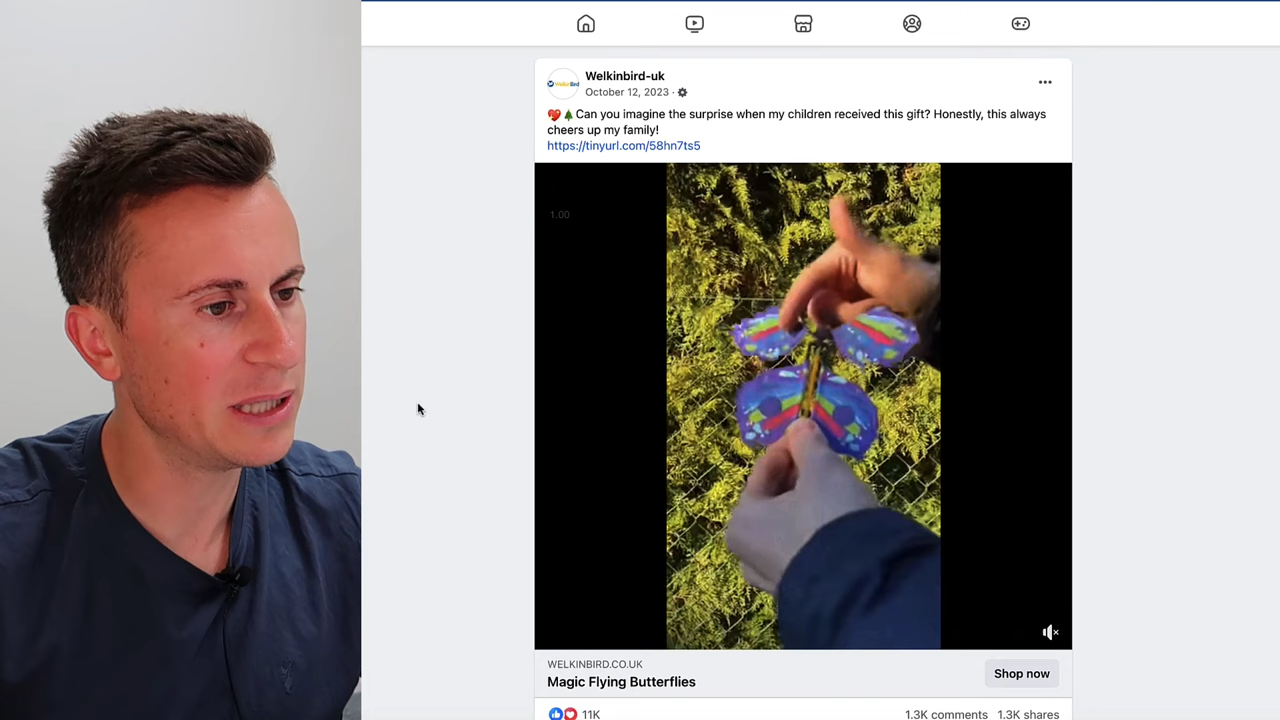 Welkinbird-uk
October 12, 2023 ·
❤️🌲Can you imagine the surprise when my children received this gift? Honestly, this always
cheers up my family!
https://tinyurl.com/58hn7ts5
1.00
WELKINBIRD.CO.UK
Magic Flying Butterflies
Shop now
11K
1.3K comments 1.3K shares